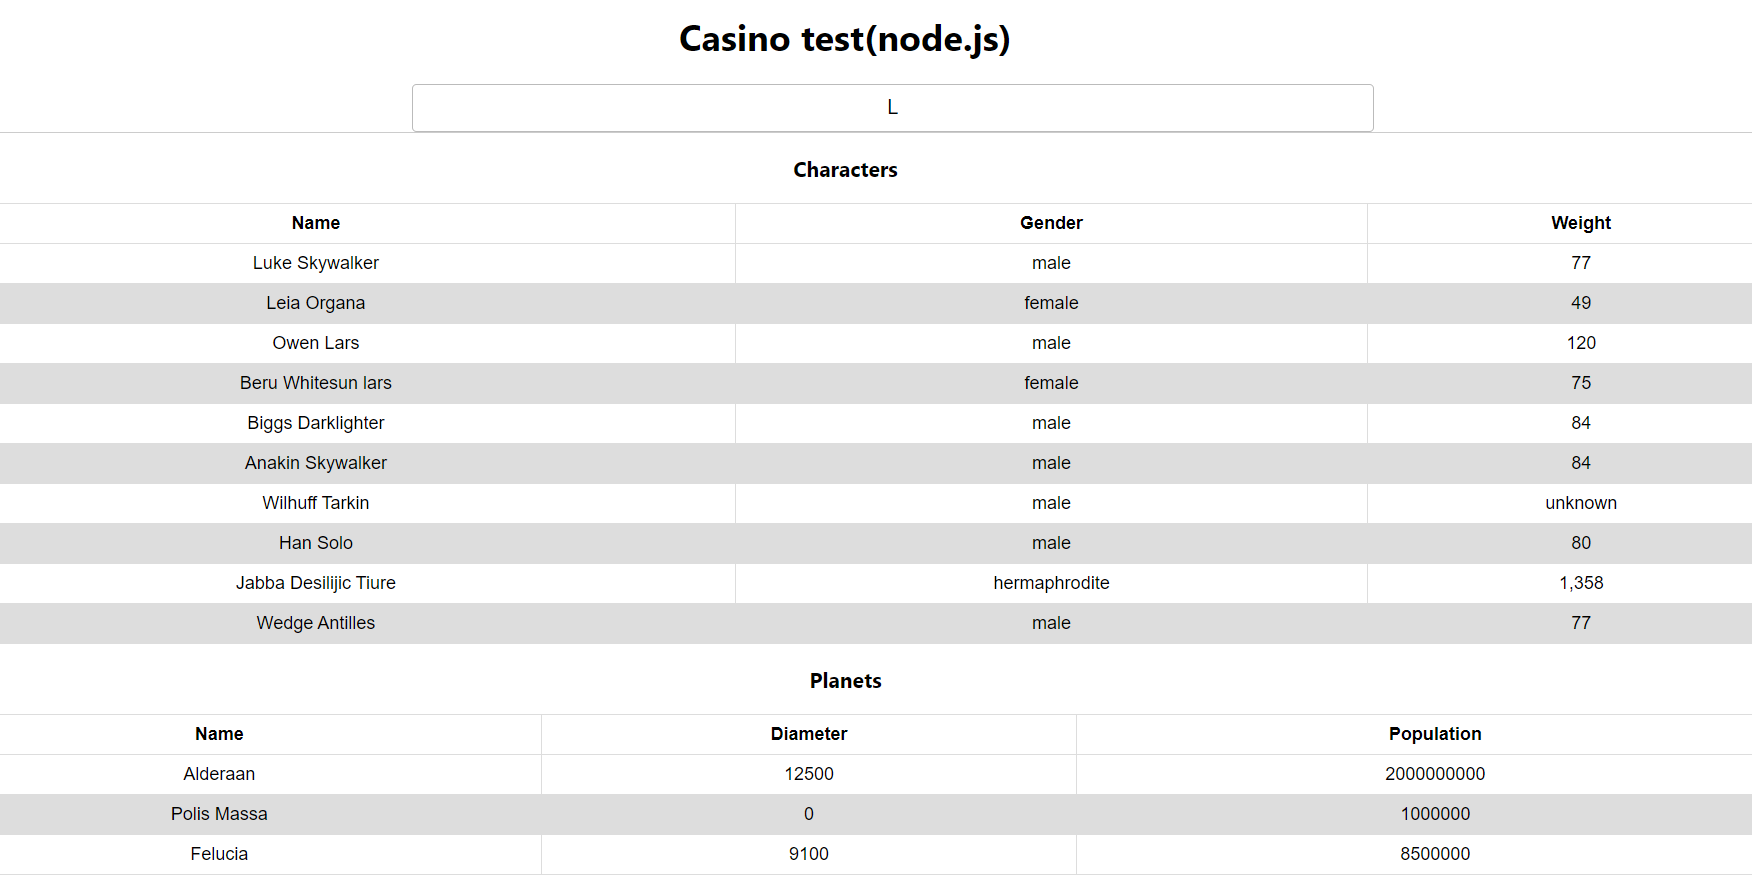 Casino test(node.js)
L
Characters
Name Gender Weight
Luke Skywalker male 77
Leia Organa female 49
Owen Lars male 120
Beru Whitesun lars female 75
Biggs Darklighter male 84
Anakin Skywalker male 84
Wilhuff Tarkin male unknown
Han Solo male 80
Jabba Desilijic Tiure hermaphrodite 1,358
Wedge Antilles male 77
Planets
Name Diameter Population
Alderaan 12500 2000000000
Polis Massa 0 1000000
Felucia 9100 8500000